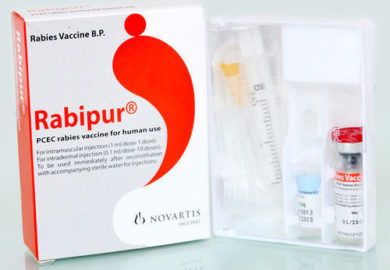 Rabies Vaccine B.P.
Rabipur®
Rabipur®
PCEC rabies vaccine for human use
For intramuscular injection (1 ml/dose-1 dose).
For intradermal injection (0.1 ml/dose-10 doses).
To be used immediately after reconstitution
with accompanying sterile water for injections.
NOVARTIS
VACCINES
Rabies Vaccine